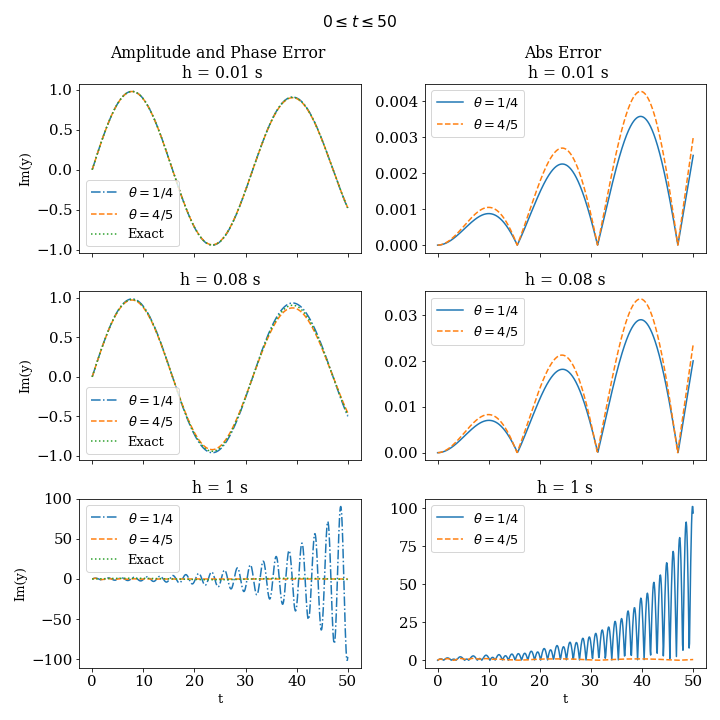 0 ≤ t ≤ 50
Amplitude and Phase Error
h = 0.01 s
Abs Error
h = 0.01 s
1.0
0.5
0.0
−0.5
−1.0
Im(y)
θ = 1/4
θ = 4/5
Exact
0.004
0.003
0.002
0.001
0.000
θ = 1/4
θ = 4/5
h = 0.08 s
1.0
0.5
0.0
−0.5
−1.0
Im(y)
θ = 1/4
θ = 4/5
Exact
h = 0.08 s
0.03
0.02
0.01
0.00
θ = 1/4
θ = 4/5
h = 1 s
100
50
0
−50
−100
Im(y)
θ = 1/4
θ = 4/5
Exact
0 10 20 30 40 50
t
h = 1 s
100
75
50
25
0
θ = 1/4
θ = 4/5
0 10 20 30 40 50
t